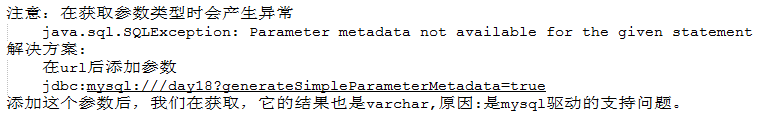 注意：在获取参数类型时会产生异常
java.sql.SQLException: Parameter metadata not available for the given statement
解决方案：
在url后添加参数
jdbc:mysql:///day18?generateSimpleParameterMetadata=true
添加这个参数后，我们在获取，它的结果也是varchar,原因:是mysql驱动的支持问题。